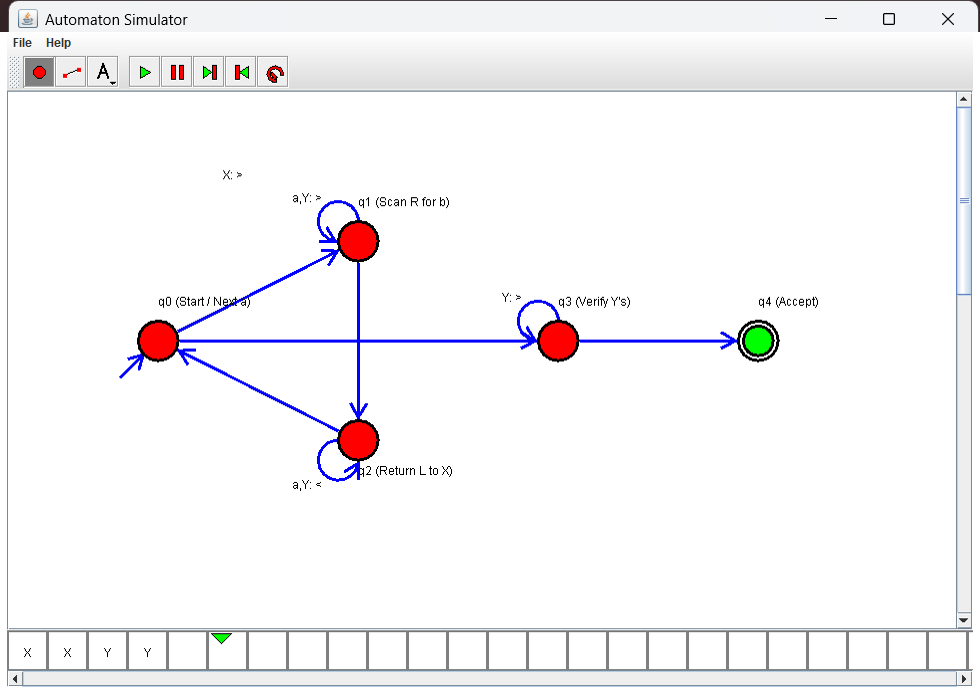 Automaton Simulator
File Help
A
X: >
a,Y: >
q1 (Scan R for b)
q0 (Start / Next a)
Y: >
q3 (Verify Y's)
q4 (Accept)
a,Y: <
q2 (Return L to X)
X X Y Y